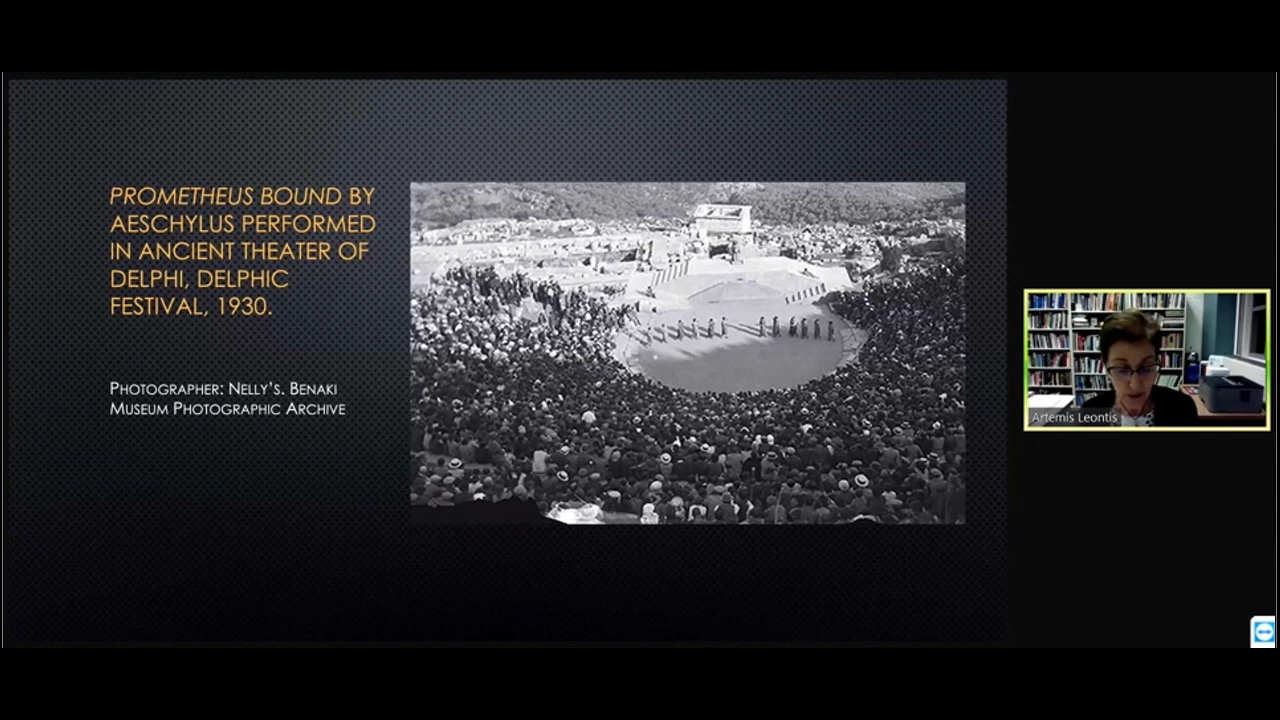 PROMETHEUS BOUND BY
AESCHYLUS PERFORMED
IN ANCIENT THEATER OF
DELPHI, DELPHIC
FESTIVAL, 1930.
PHOTOGRAPHER: NELLY'S. BENAKI
MUSEUM PHOTOGRAPHIC ARCHIVE
Artemis Leontis